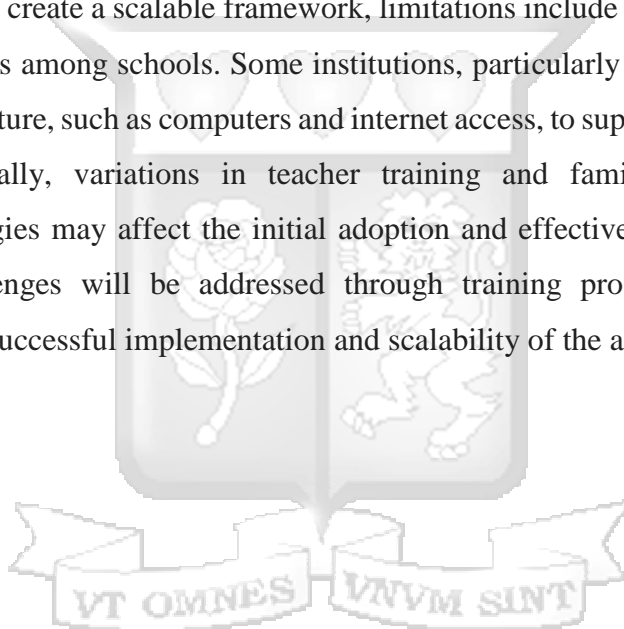 create a scalable framework, limitations include
s among schools. Some institutions, particularly
ture, such as computers and internet access, to sup
ally, variations in teacher training and fami
gies may affect the initial adoption and effective
enges will be addressed through training pro
uccessful implementation and scalability of the a
VT OMNES VNVM SINT